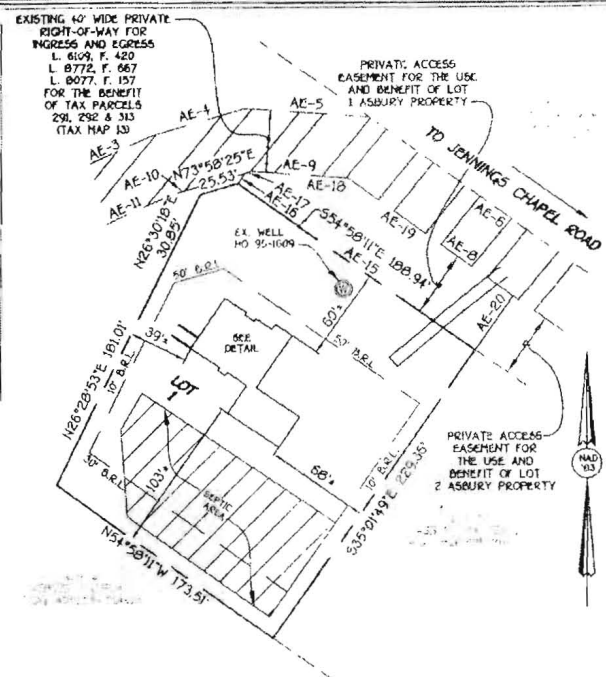 EXISTING 40' WIDE PRIVATE
RIGHT-OF-WAY FOR
INGRESS AND EGRESS
L. 6109, F. 420
L. 8772, F. 667
L. 8077, F. 157
FOR THE BENEFIT
OF TAX PARCELS
291, 292 & 313
(TAX MAP 13)
PRIVATE ACCESS
EASEMENT FOR THE USE
AND BENEFIT OF LOT
1 ASBURY PROPERTY
TO JENNINGS CHAPEL ROAD
AE-3
AE-4
AE-5
AE-10
AE-11
N73°58'25"E
25.53'
AE-9
AE-18
AE-17
AE-16
AE-19
AE-6
AE-8
AE-15
AE-20
N26°30'18"E
30.85'
S54°58'11"E 188.94'
EX. WELL
HO 95-1609
W
50' B.R.L.
60'±
50' B.R.L.
SEE
DETAIL
39'±
LOT
1
N26°28'53"E 181.01'
10' B.R.L.
30' B.R.L.
103'±
SEPTIC
AREA
68'±
10' B.R.L.
S35°01'49"E 229.35'
N54°58'11"W 173.51'
PRIVATE ACCESS
EASEMENT FOR
THE USE AND
BENEFIT OF LOT
2 ASBURY PROPERTY
NAD
'83